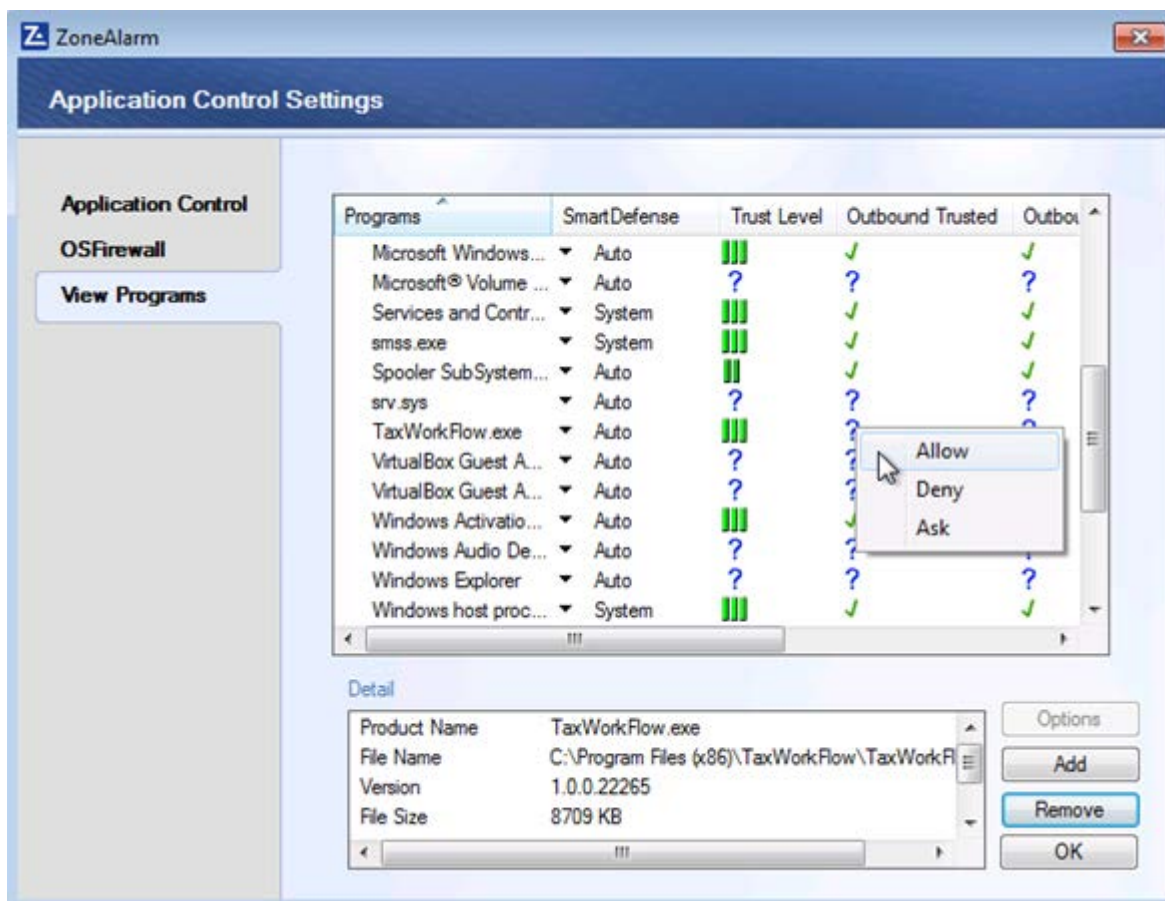 ZoneAlarm
Application Control Settings
Application Control
OSFirewall
View Programs
Programs SmartDefense Trust Level Outbound Trusted Outbou
Microsoft Windows... Auto
Microsoft® Volume ... Auto ? ? ?
Services and Contr... System
smss.exe System
Spooler SubSystem... Auto
srv.sys Auto ? ? ?
TaxWorkFlow.exe Auto ? ?
VirtualBox Guest A... Auto ? ?
VirtualBox Guest A... Auto ? ?
Windows Activatio... Auto
Windows Audio De... Auto ? ? ?
Windows Explorer Auto ? ? ?
Windows host proc... System
Allow
Deny
Ask
Detail
Product Name TaxWorkFlow.exe
File Name C:\Program Files (x86)\TaxWorkFlow\TaxWorkFl
Version 1.0.0.22265
File Size 8709 KB
Options
Add
Remove
OK